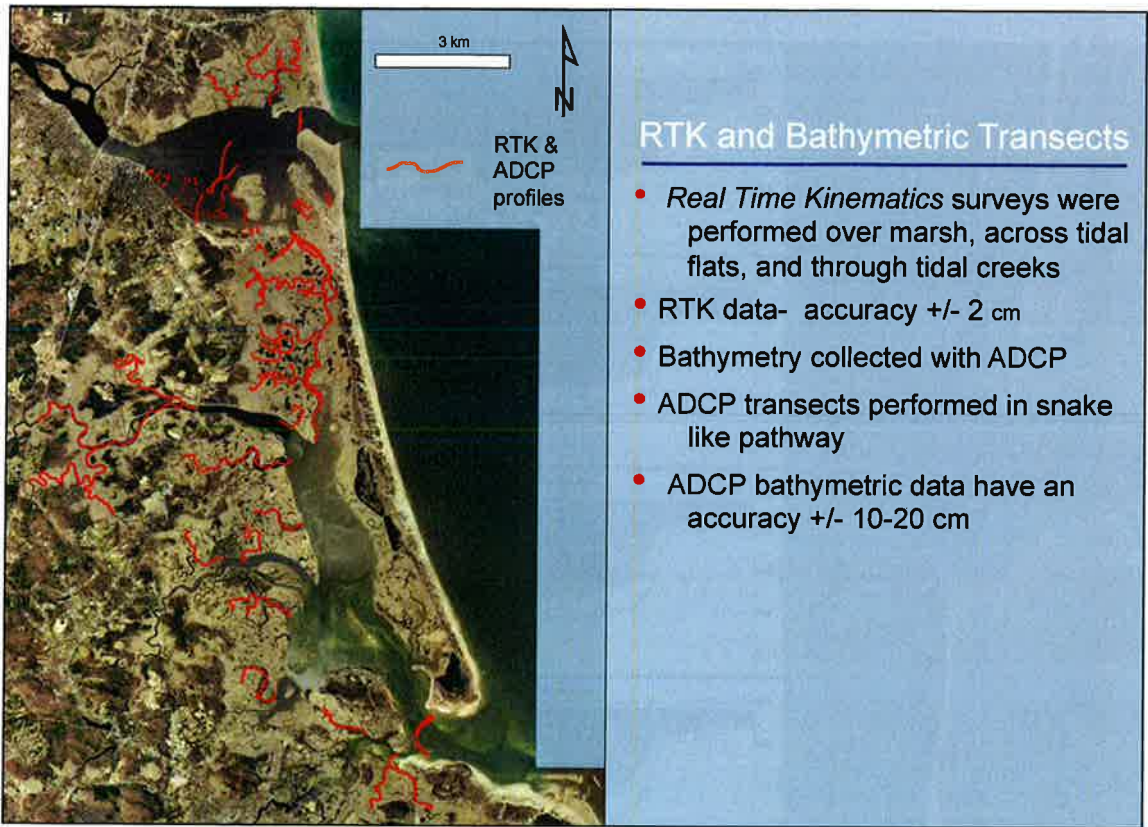 3 km
N
RTK &
ADCP
profiles
RTK and Bathymetric Transects
• Real Time Kinematics surveys were
performed over marsh, across tidal
flats, and through tidal creeks
• RTK data- accuracy +/- 2 cm
• Bathymetry collected with ADCP
• ADCP transects performed in snake
like pathway
• ADCP bathymetric data have an
accuracy +/- 10-20 cm